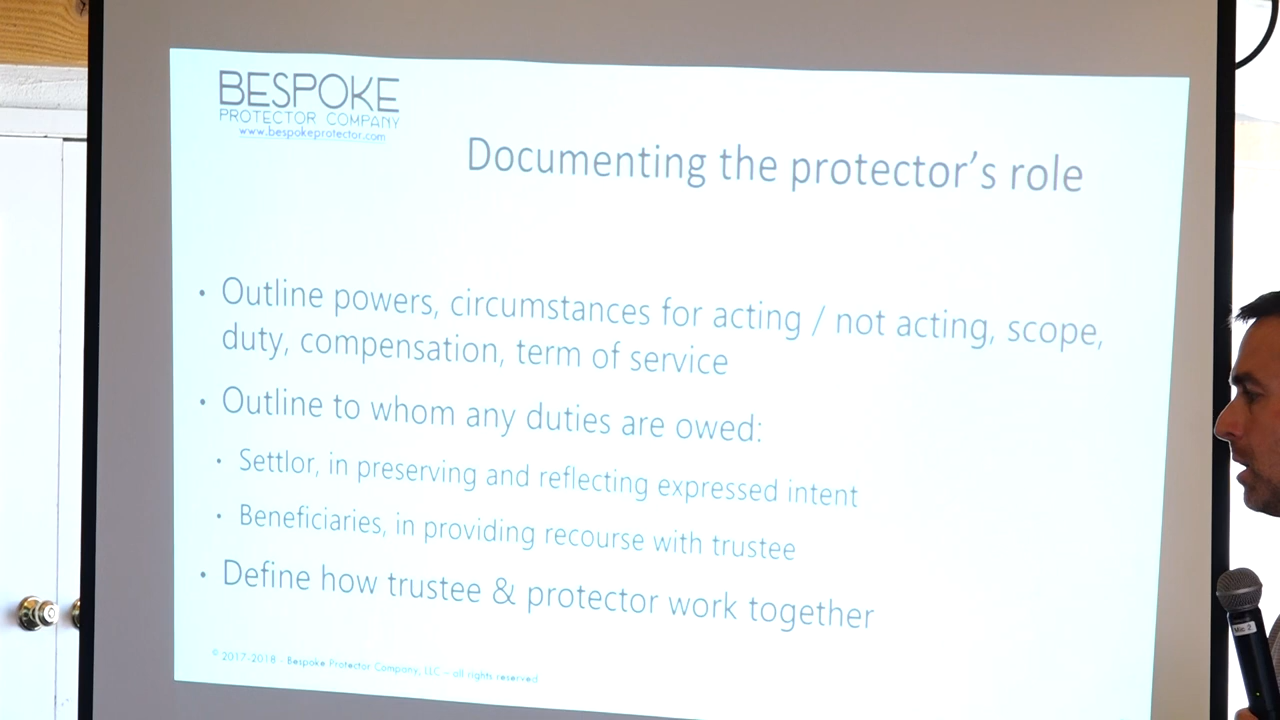 BESPOKE
PROTECTOR COMPANY
www.bespokeprotector.com
Documenting the protector's role
• Outline powers, circumstances for acting / not acting, scope,
duty, compensation, term of service
• Outline to whom any duties are owed:
• Settlor, in preserving and reflecting expressed intent
• Beneficiaries, in providing recourse with trustee
• Define how trustee & protector work together
© 2017-2018 - Bespoke Protector Company, LLC – all rights reserved
Mic 2